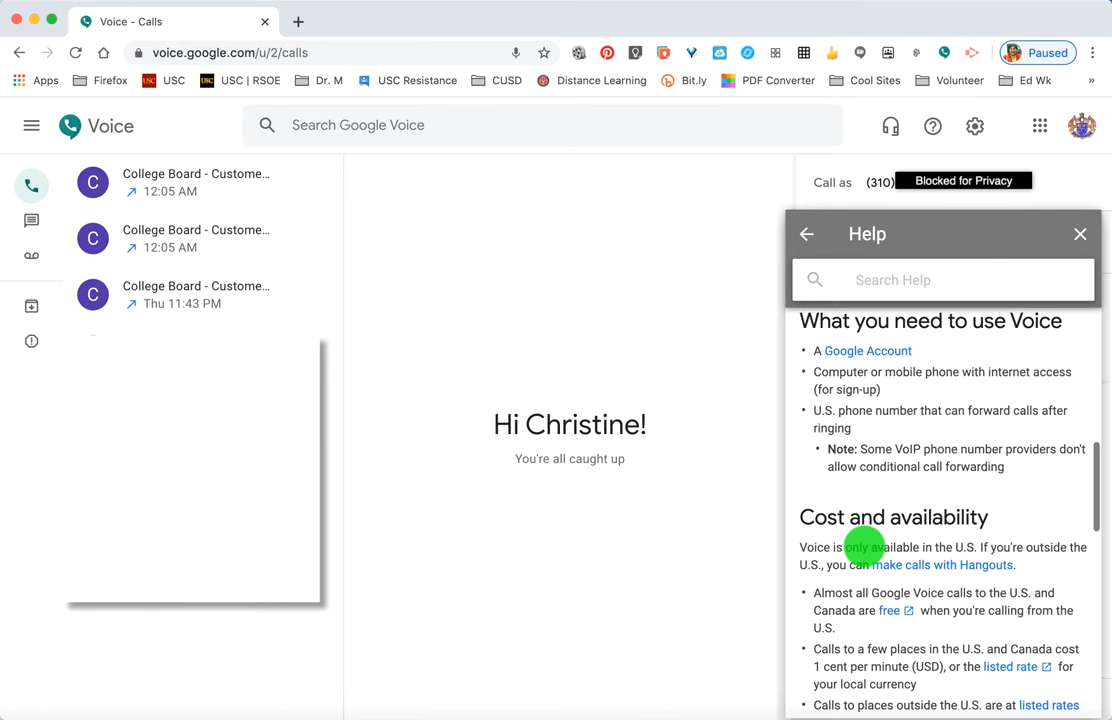 Voice - Calls
voice.google.com/u/2/calls
Paused
Apps
Firefox
USC
USC
USC
USC | RSOE
Dr. M
USC Resistance
CUSD
Distance Learning
Bit.ly
PDF Converter
Cool Sites
Volunteer
Ed Wk
»
Voice
Search Google Voice
C
College Board - Custome...
12:05 AM
C
College Board - Custome...
12:05 AM
C
College Board - Custome...
Thu 11:43 PM
Hi Christine!
You're all caught up
Call as (310)
Blocked for Privacy
Help
Search Help
What you need to use Voice
• A Google Account
• Computer or mobile phone with internet access
(for sign-up)
• U.S. phone number that can forward calls after
ringing
• Note: Some VoIP phone number providers don't
allow conditional call forwarding
Cost and availability
Voice is only available in the U.S. If you're outside the
U.S., you can make calls with Hangouts.
• Almost all Google Voice calls to the U.S. and
Canada are free when you're calling from the
U.S.
• Calls to a few places in the U.S. and Canada cost
1 cent per minute (USD), or the listed rate for
your local currency
• Calls to places outside the U.S. are at listed rates